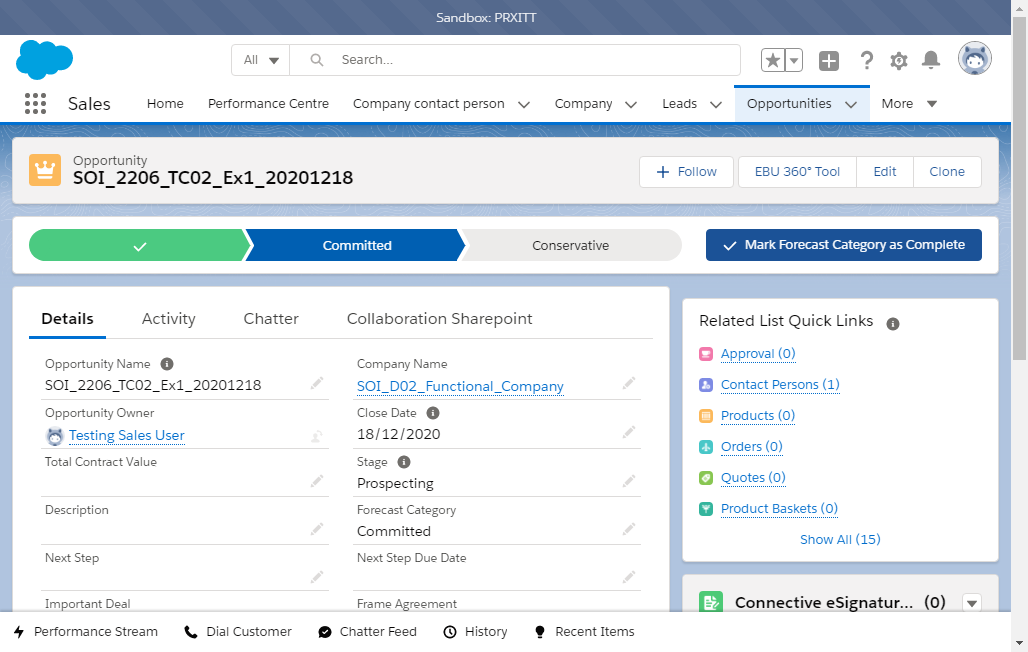 Sandbox: PRXITT
All Search...
Sales Home Performance Centre Company contact person Company Leads Opportunities More
Opportunity
SOI_2206_TC02_Ex1_20201218
Follow EBU 360° Tool Edit Clone
Committed Conservative Mark Forecast Category as Complete
Details Activity Chatter Collaboration Sharepoint
Opportunity Name
SOI_2206_TC02_Ex1_20201218
Company Name
SOI_D02_Functional_Company
Opportunity Owner
Testing Sales User
Close Date
18/12/2020
Total Contract Value
Stage
Prospecting
Description
Forecast Category
Committed
Next Step
Next Step Due Date
Important Deal
Frame Agreement
Related List Quick Links
Approval (0)
Contact Persons (1)
Products (0)
Orders (0)
Quotes (0)
Product Baskets (0)
Show All (15)
Connective eSignatur... (0)
Performance Stream Dial Customer Chatter Feed History Recent Items